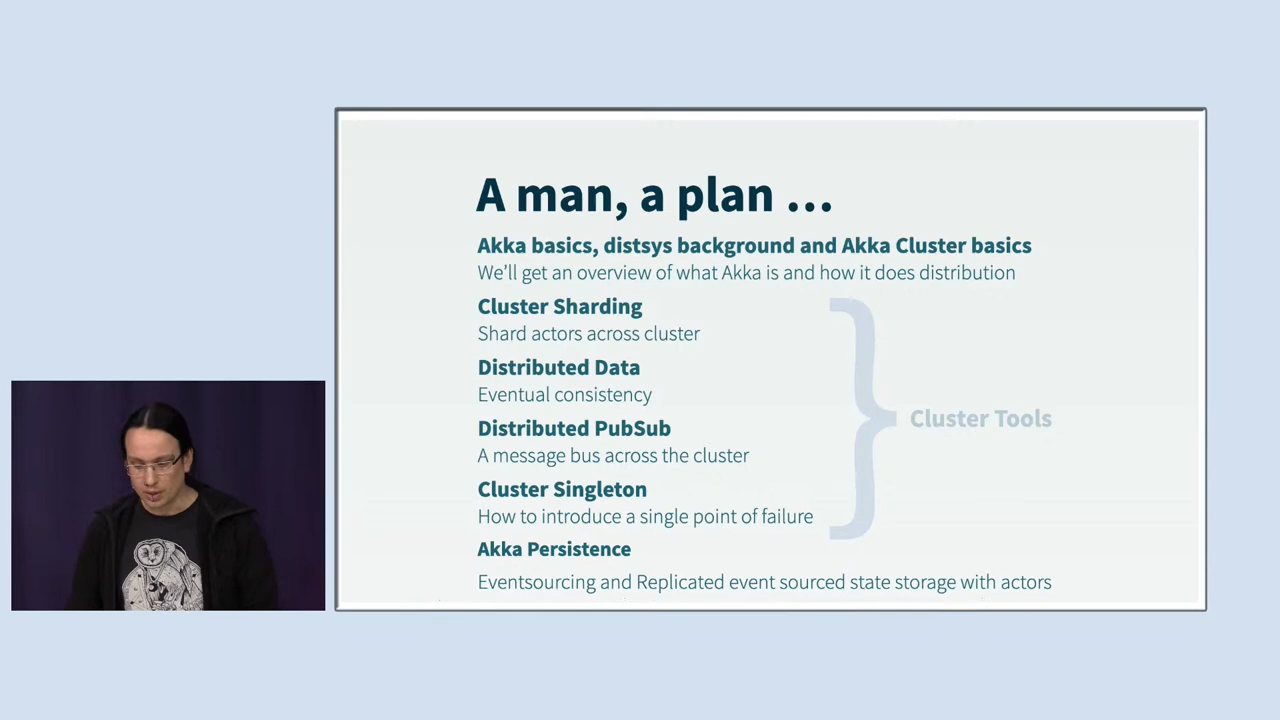 A man, a plan ...
Akka basics, distsys background and Akka Cluster basics
We'll get an overview of what Akka is and how it does distribution
Cluster Sharding
Shard actors across cluster
Distributed Data
Eventual consistency
Distributed PubSub
A message bus across the cluster
Cluster Singleton
How to introduce a single point of failure
Cluster Tools
Akka Persistence
Eventsourcing and Replicated event sourced state storage with actors